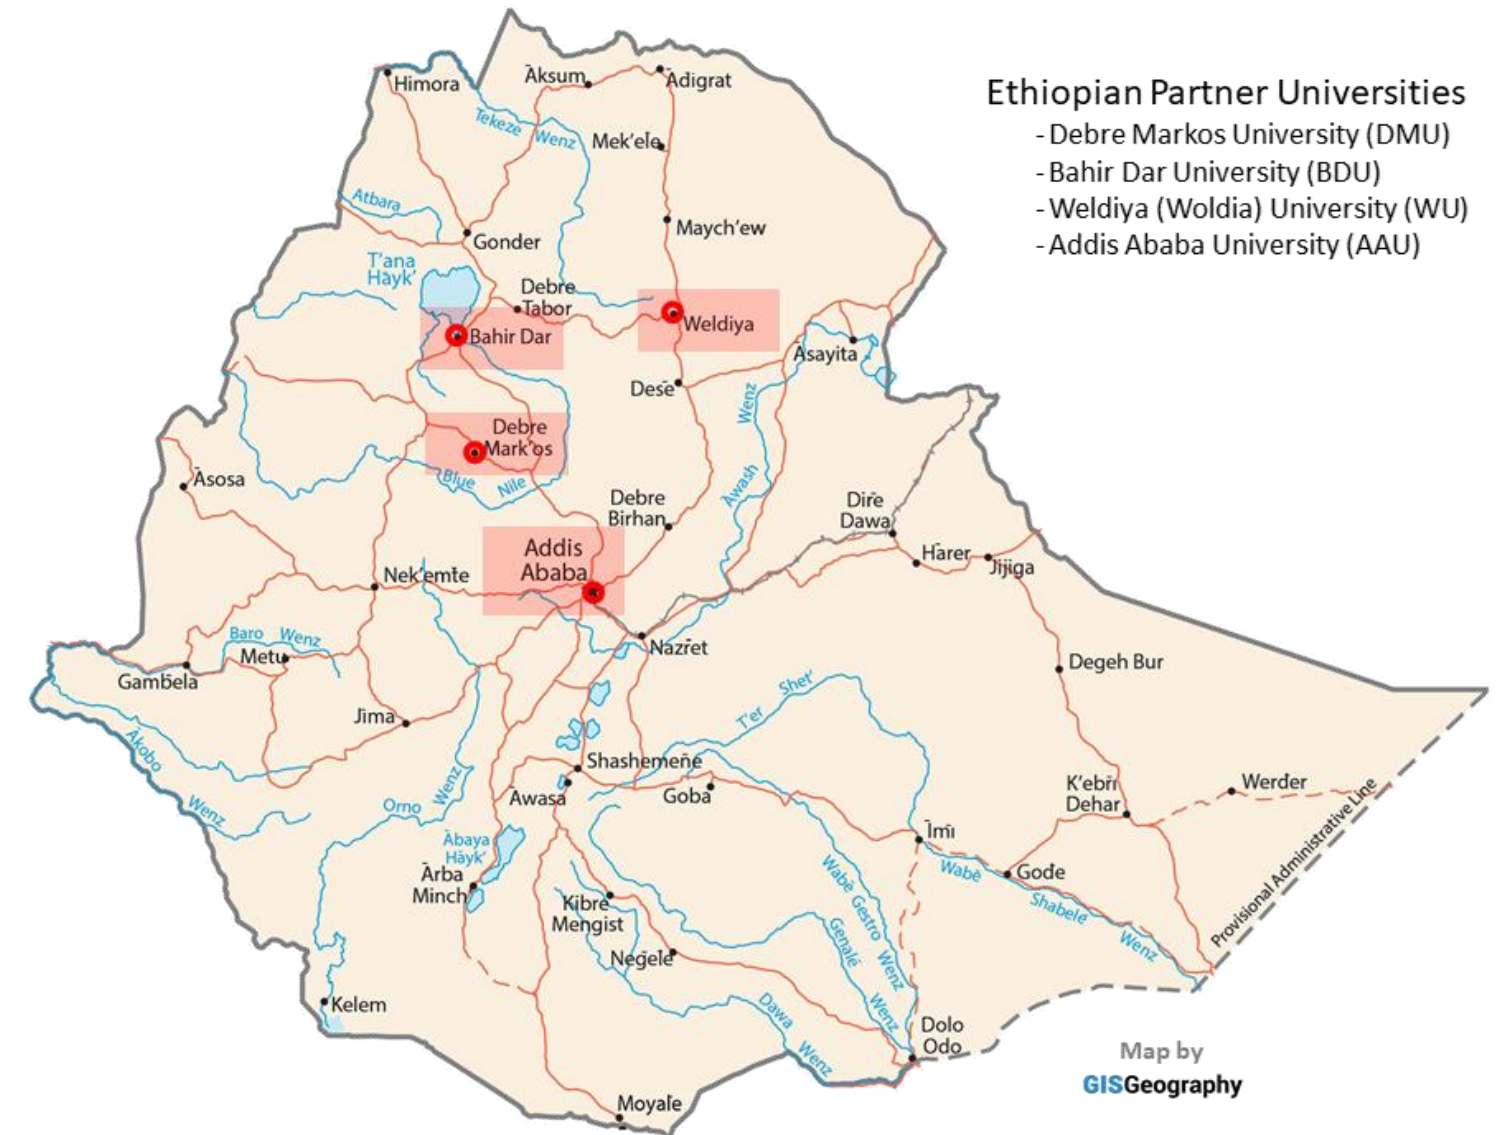 Ethiopian Partner Universities
- Debre Markos University (DMU)
- Bahir Dar University (BDU)
- Weldiya (Woldia) University (WU)
- Addis Ababa University (AAU)
Himora
Āksum
Ādigrat
Tekezē Wenz
Mek'elē
Atbara
Maych'ew
Gonder
T'ana
Hāyk'
Debre
Tabor
Weldiya
Bahir Dar
Āsayita
Desē
Āwash Wenz
Debre
Mark'os
Blue Nile
Āsosa
Debre
Birhan
Dirē
Dawa
Hārer
Jijiga
Addis
Ababa
Nek'emtē
Nazrēt
Baro Wenz
Metu
Gambēla
Degeh Bur
Jīma
T'er Shet'
Ākobo Wenz
Shashemenē
Āwasa
Goba
K'ebrī
Dehar
Werdēr
Orno Wenz
Ābaya
Hāyk'
Īmī
Godē
Wabē Shabelē Wenz
Provisional Administrative Line
Ārba
Minch
Kibre
Mengist
Negēlē
Wabē Gestro Wenz
Genalē Wenz
Dawa Wenz
Kelem
Dolo
Odo
Moyalē
Map by
GISGeography